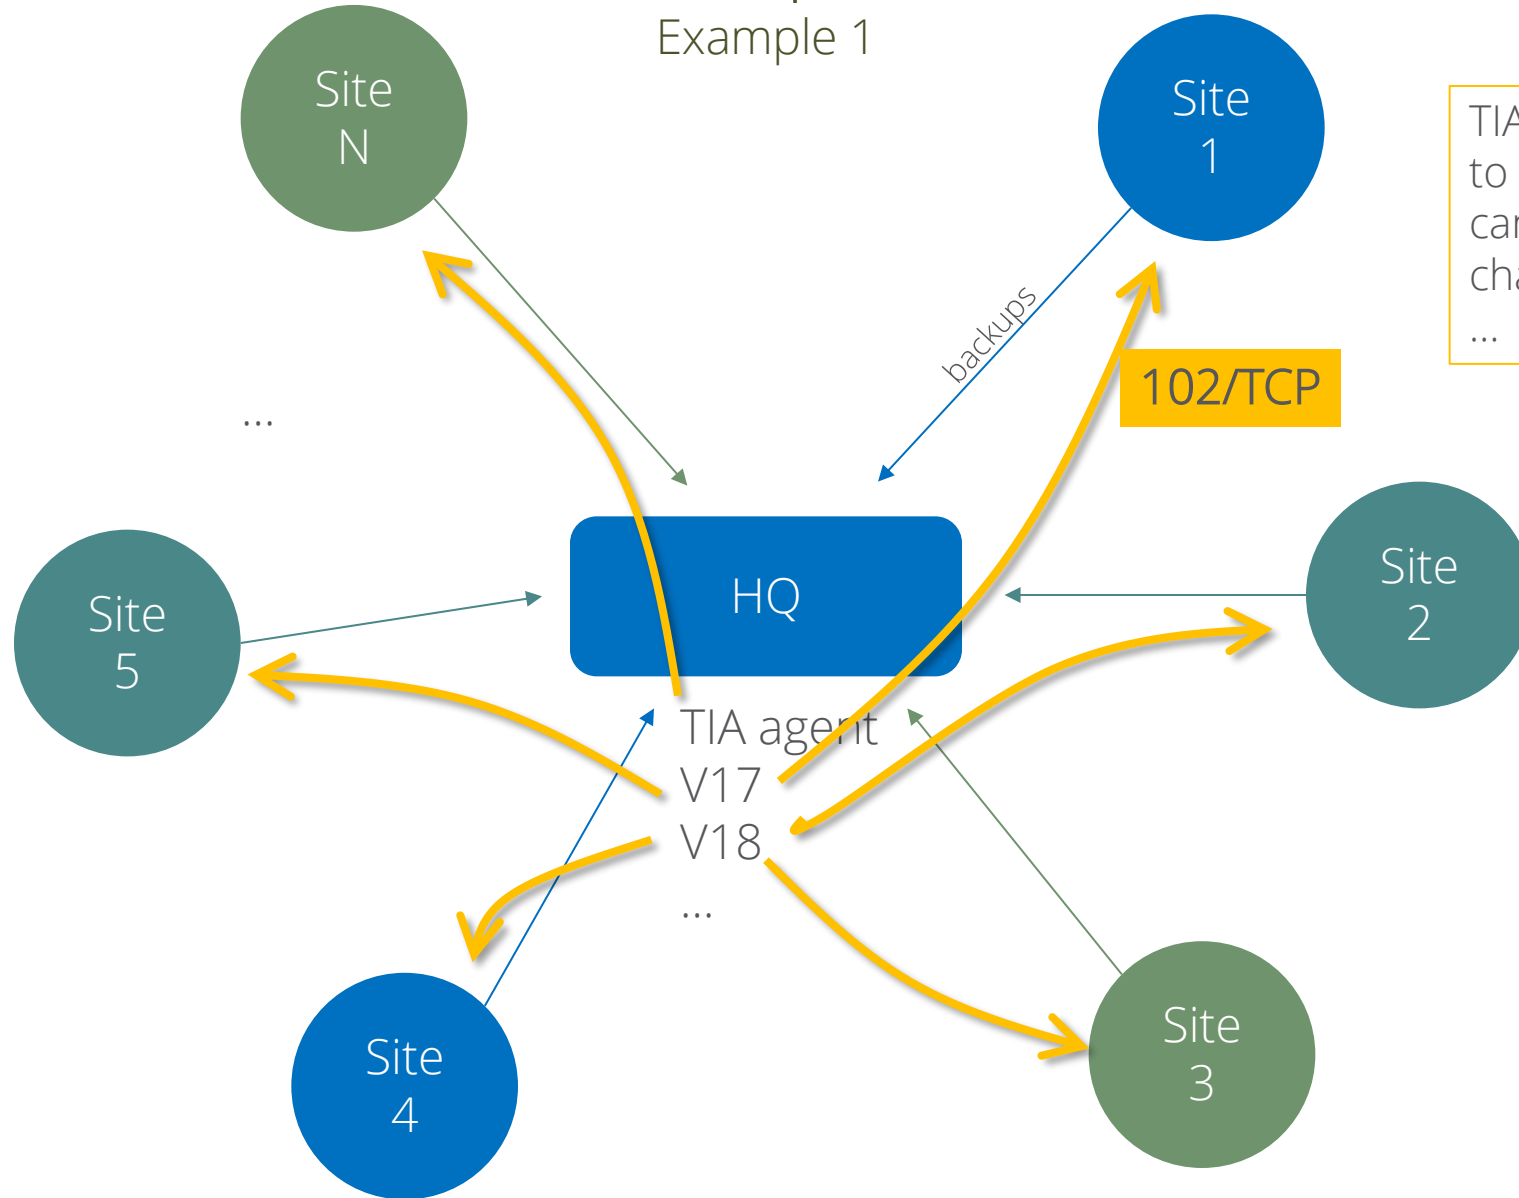 Example 1
Site
N
Site
1
TIA
to
...
backups
102/TCP
...
HQ
Site
2
Site
5
TIA agent
V17
V18
...
Site
4
Site
3